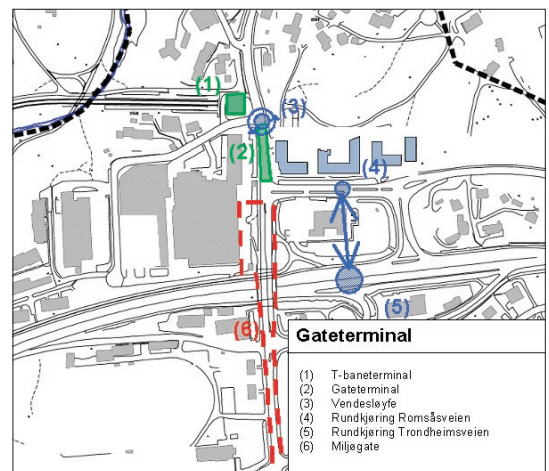 (1)
(3)
(2)
(4)
(5)
(6)
Gateterminal
(1) T-baneterminal
(2) Gateterminal
(3) Vendesløyfe
(4) Rundkjøring Romsåsveien
(5) Rundkjøring Trondheimsveien
(6) Miljøgate